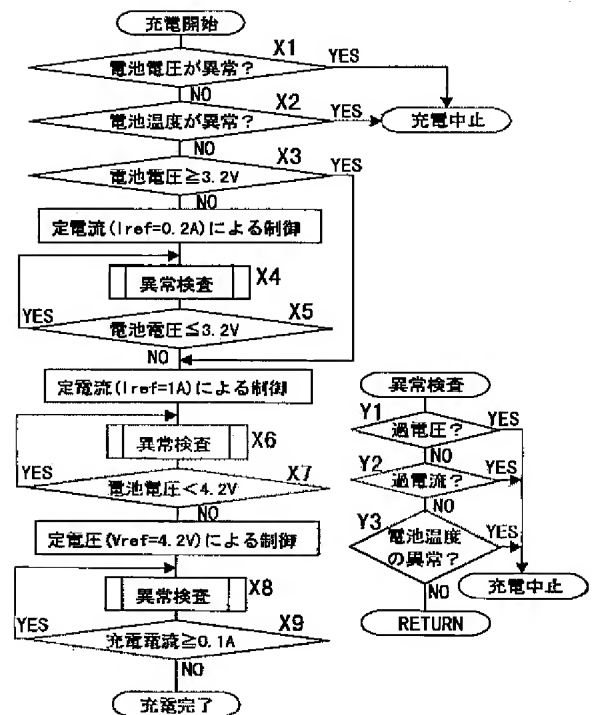 充電開始
X1
YES
電池電圧が異常?
NO
X2
YES
電池温度が異常?
充電中止
NO
X3
YES
電池電圧≧3.2V
NO
定電流(Iref=0.2A)による制御
異常検査
X4
YES
X5
電池電圧≦3.2V
NO
定電流(Iref=1A)による制御
異常検査
X6
YES
X7
電池電圧<4.2V
NO
定電圧(Vref=4.2V)による制御
異常検査
X8
YES
X9
充電電流≧0.1A
NO
充電完了
異常検査
Y1
YES
過電圧?
NO
Y2
YES
過電流?
NO
Y3
YES
電池温度
の異常?
充電中止
NO
RETURN